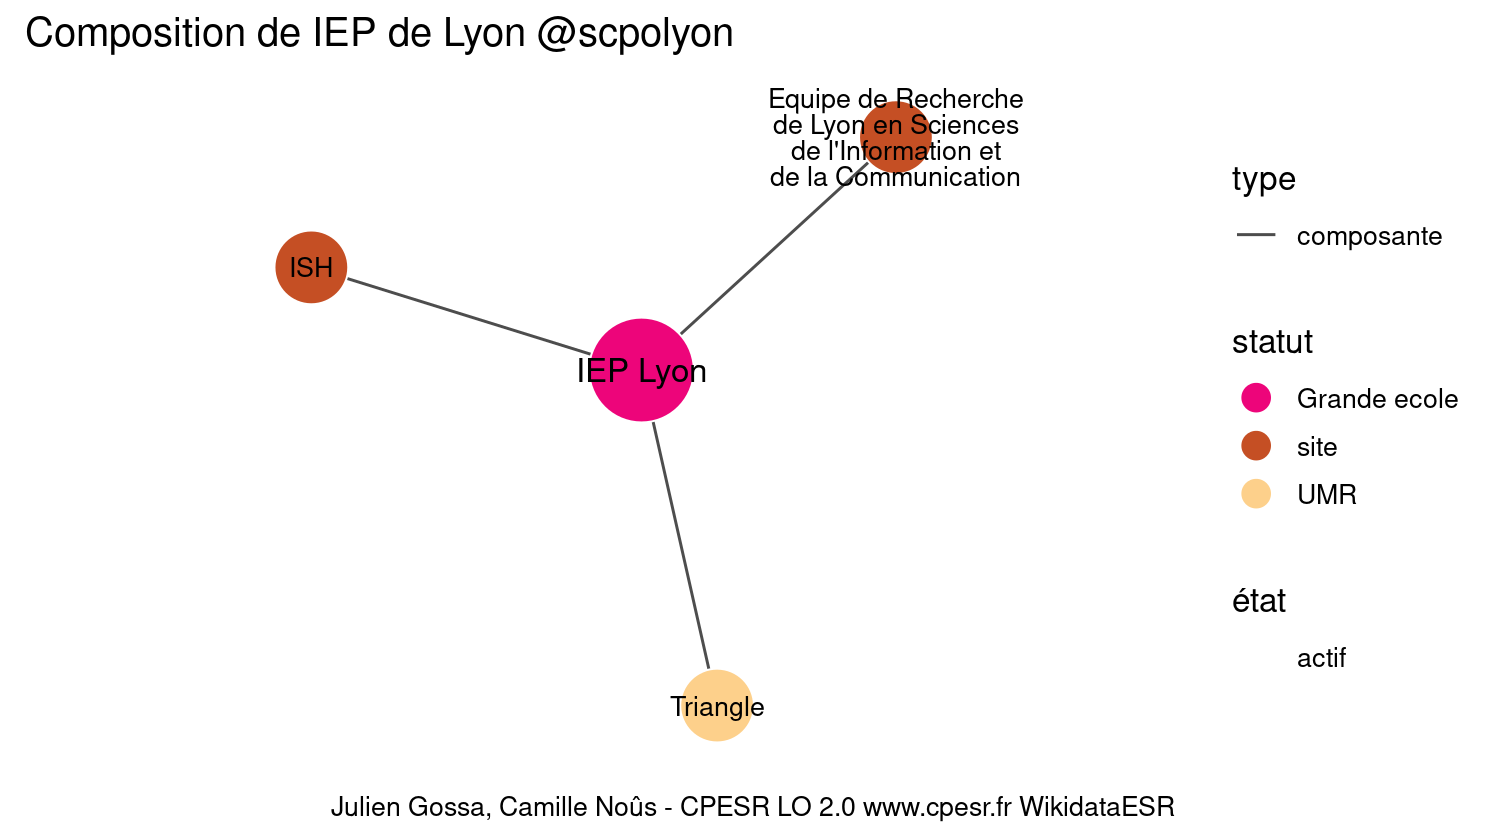 Composition de IEP de Lyon @scpolyon
Equipe de Recherche
de Lyon en Sciences
de l'Information et
de la Communication
ISH
IEP Lyon
Triangle
type
composante
statut
Grande ecole
site
UMR
état
actif
Julien Gossa, Camille Noûs - CPESR LO 2.0 www.cpesr.fr WikidataESR